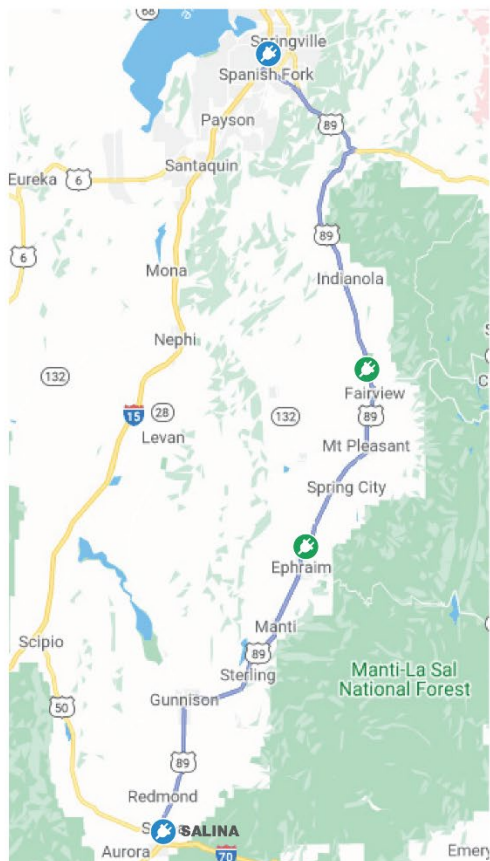 68
Springville
Spanish Fork
Payson
89
Santaquin
Eureka
6
6
89
Mona
Indianola
Nephi
132
Fairview
15
28
132
89
Levan
Mt Pleasant
Spring City
Ephraim
Manti
Scipio
89
Sterling
Manti-La Sal
National Forest
Gunnison
50
89
Redmond
SALINA
Aurora
70
Emery